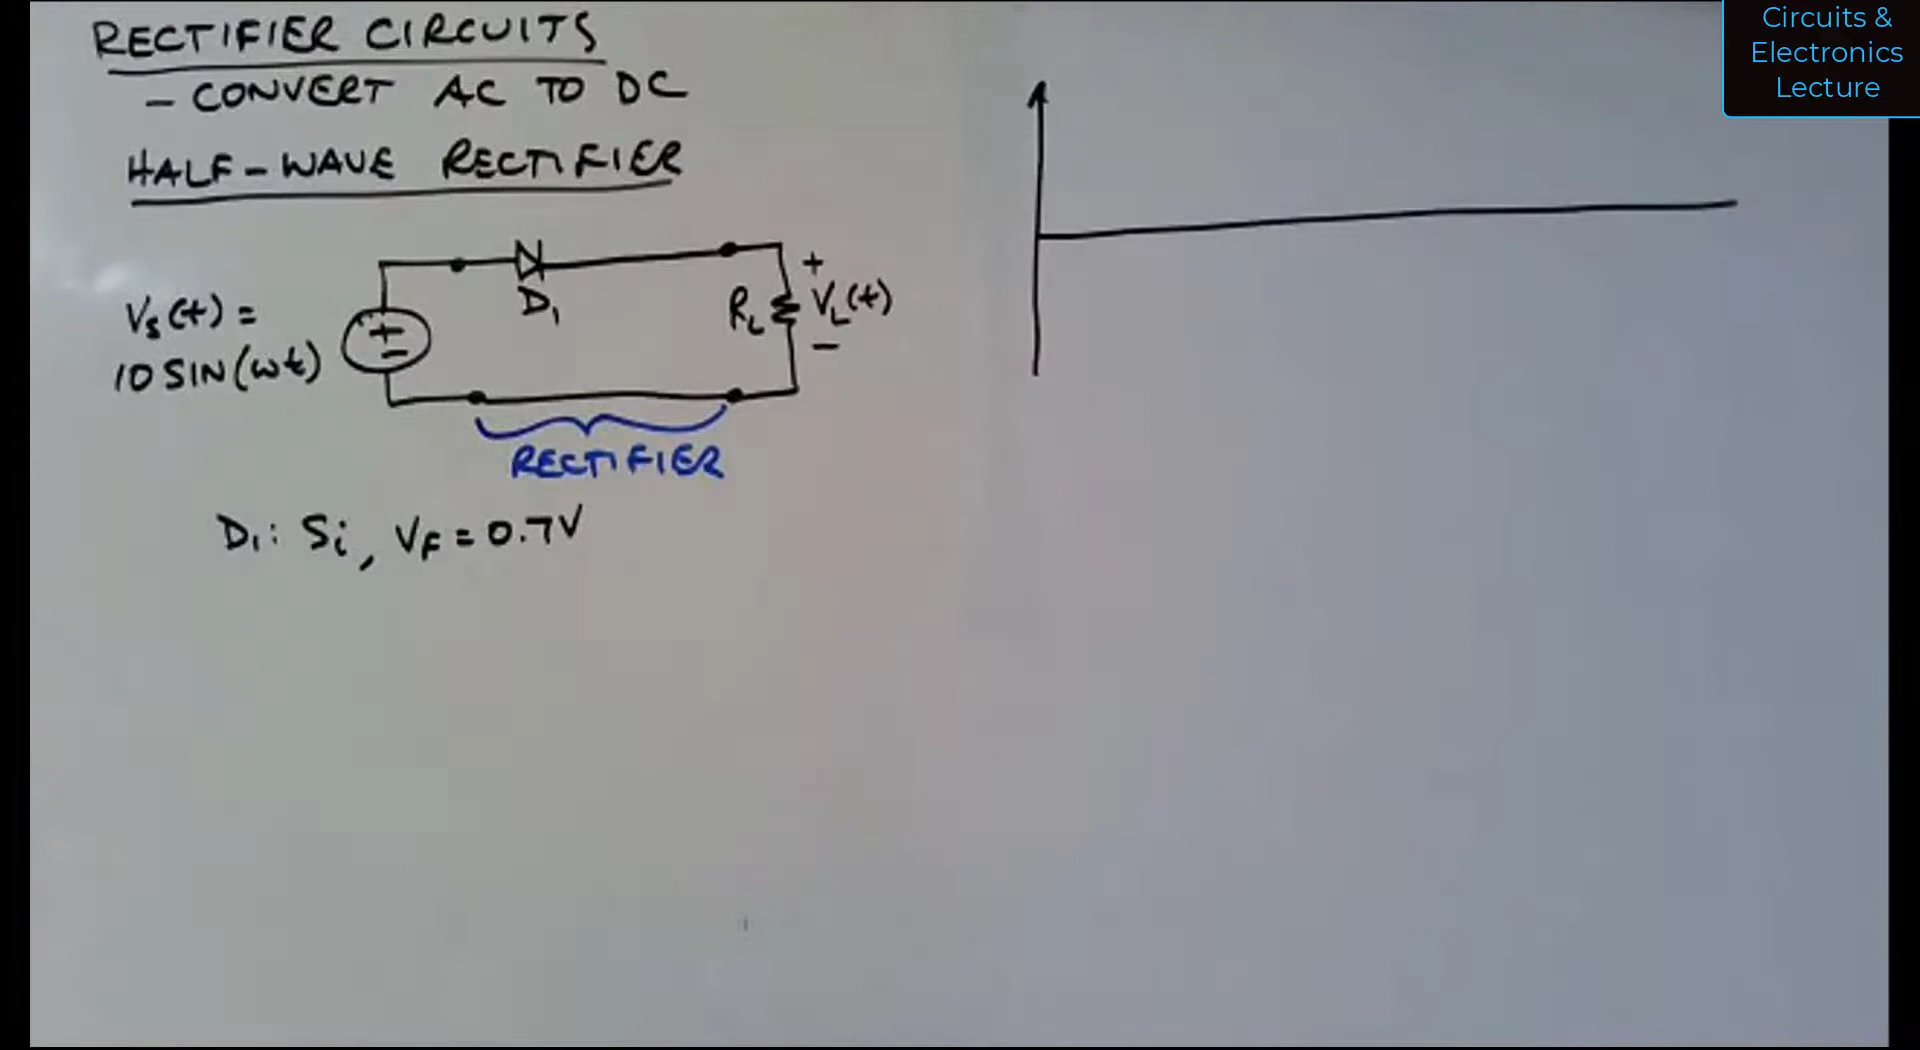 RECTIFIER CIRCUITS
- CONVERT AC TO DC
HALF-WAVE RECTIFIER
Vs(t) =
10 SIN(ωt)
+
-
D1
RL
+
VL(t)
-
RECTIFIER
D1: Si, VF = 0.7V
Circuits &
Electronics
Lecture